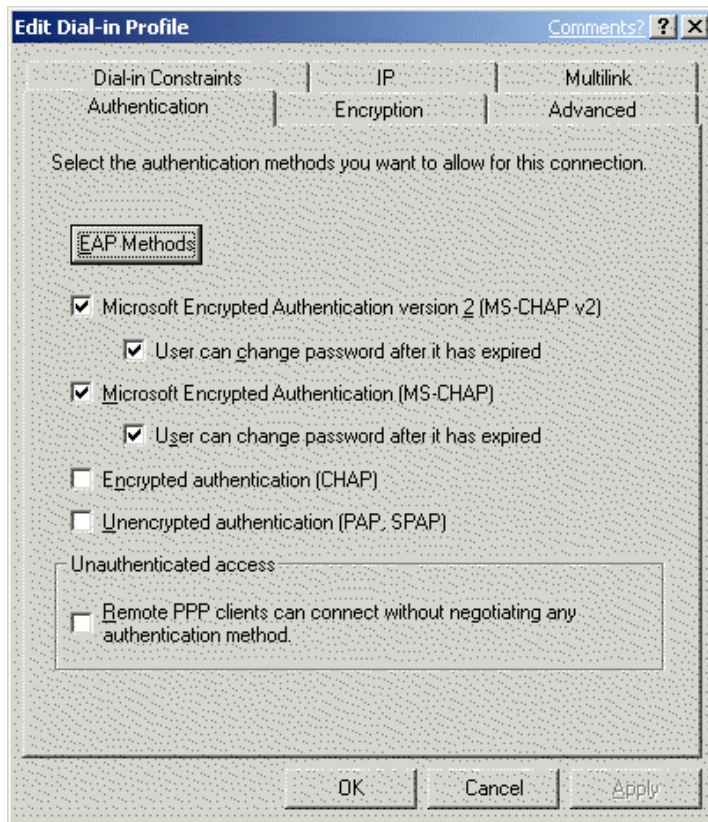 Edit Dial-in Profile Comments? ?
Dial-in Constraints IP Multilink
Authentication Encryption Advanced
Select the authentication methods you want to allow for this connection.
EAP Methods
Microsoft Encrypted Authentication version 2 (MS-CHAP v2)
User can change password after it has expired
Microsoft Encrypted Authentication (MS-CHAP)
User can change password after it has expired
Encrypted authentication (CHAP)
Unencrypted authentication (PAP, SPAP)
Unauthenticated access
Remote PPP clients can connect without negotiating any
authentication method.
OK Cancel Apply